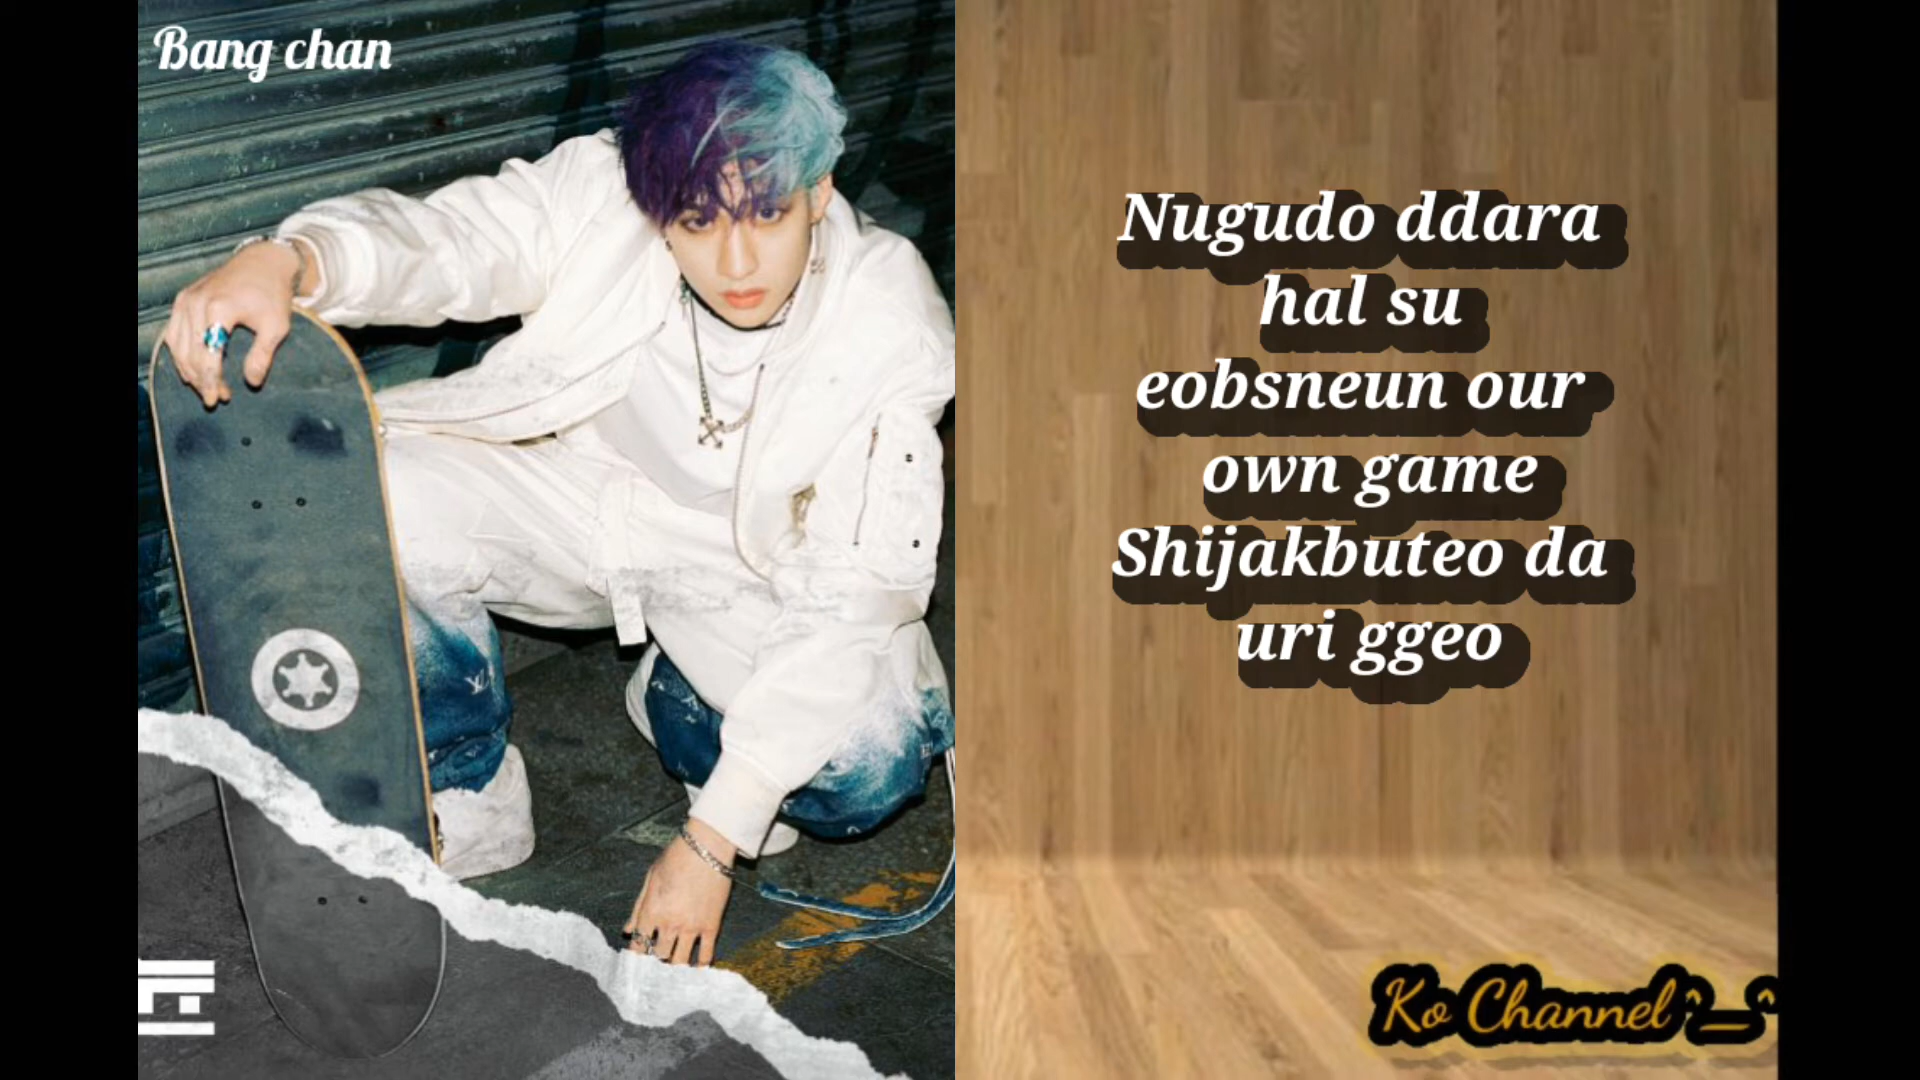 Bang chan
Nugudo ddara
hal su
eobsneun our
own game
Shijakbuteo da
uri ggeo
Ko Channel ^_^